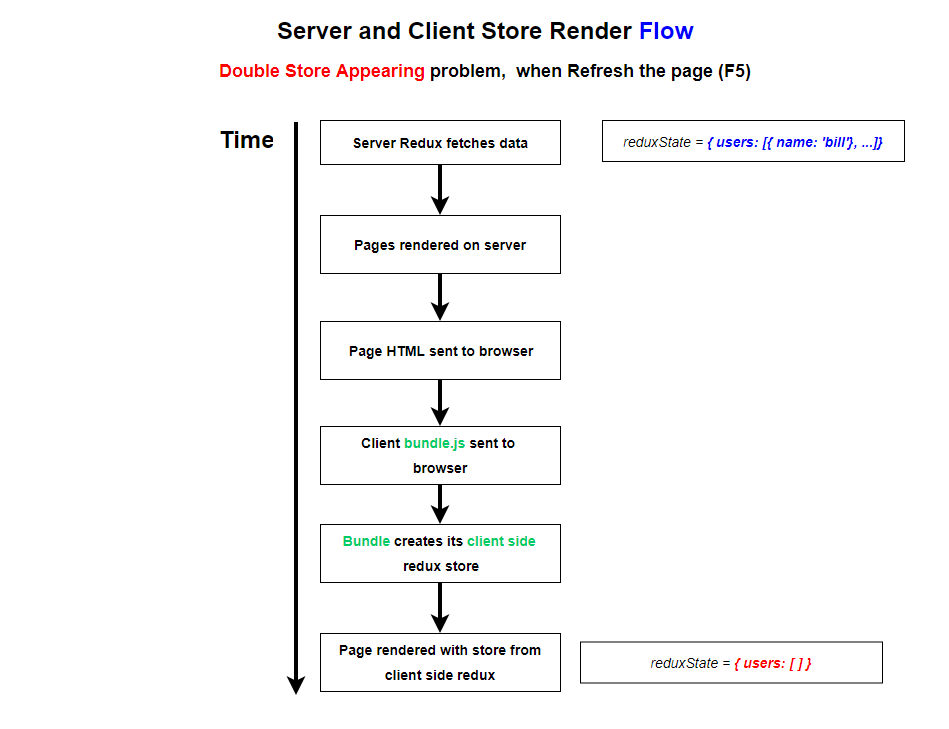 Server and Client Store Render Flow
Double Store Appearing problem, when Refresh the page (F5)
Time
Server Redux fetches data
reduxState = { users: [{ name: 'bill'}, ...]}
Pages rendered on server
Page HTML sent to browser
Client bundle.js sent to
browser
Bundle creates its client side
redux store
Page rendered with store from
client side redux
reduxState = { users: [ ] }